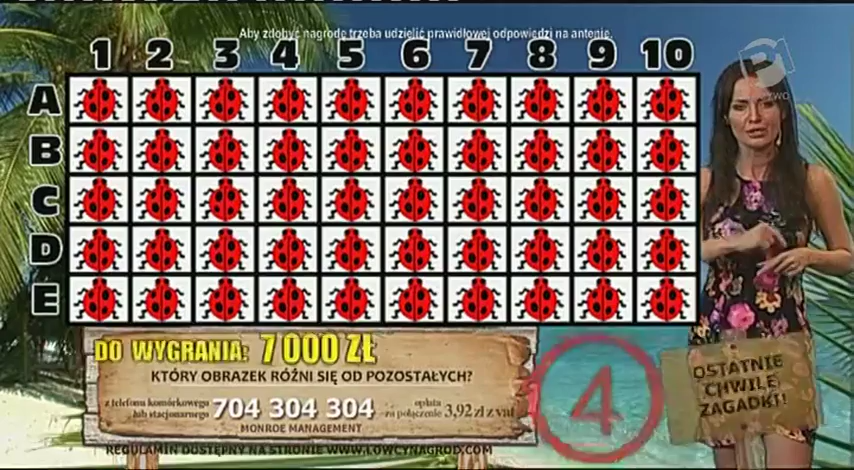 Aby zdobyć nagrodę trzeba udzielić prawidłowej odpowiedzi na antenie.
1 2 3 4 5 6 7 8 9 10
A
B
C
D
E
DO WYGRANIA: 7 000 ZŁ
KTÓRY OBRAZEK RÓŻNI SIĘ OD POZOSTAŁYCH?
z telefonu komórkowego lub stacjonarnego 704 304 304 opłata za połączenie 3,92 zł z vat
MONROE MANAGEMENT
REGULAMIN DOSTĘPNY NA STRONIE WWW.LOWCYNAGROD.COM
4
OSTATNIE
CHWILE
ZAGADKI!